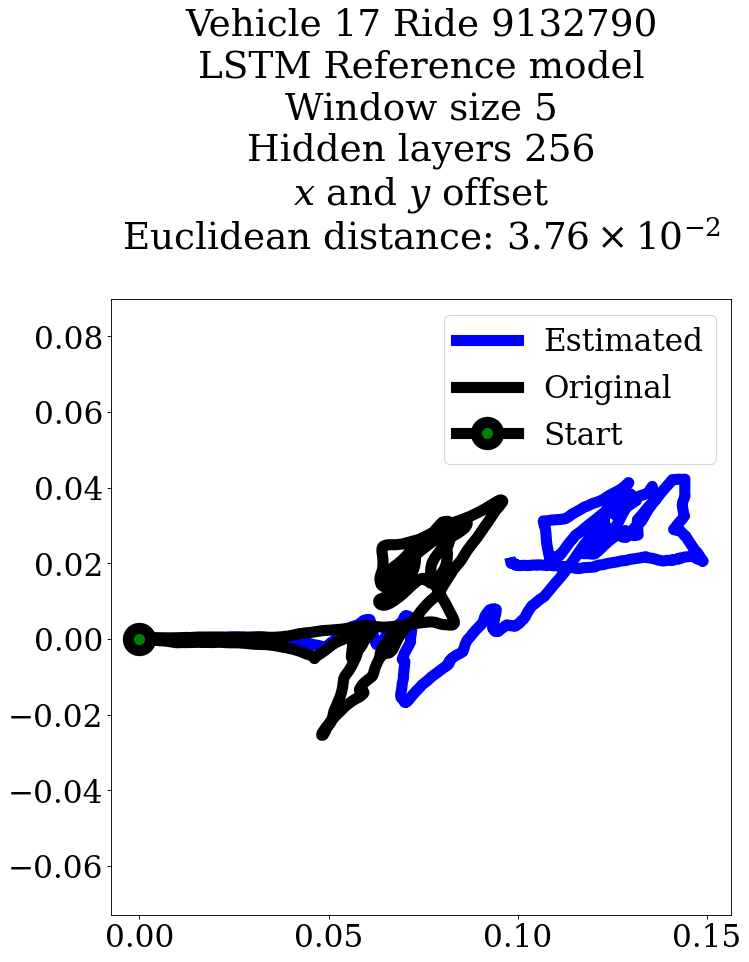 Vehicle 17 Ride 9132790
LSTM Reference model
Window size 5
Hidden layers 256
x and y offset
Euclidean distance: 3.76 × 10⁻²
Estimated
Original
Start
0.08
0.06
0.04
0.02
0.00
−0.02
−0.04
−0.06
0.00 0.05 0.10 0.15